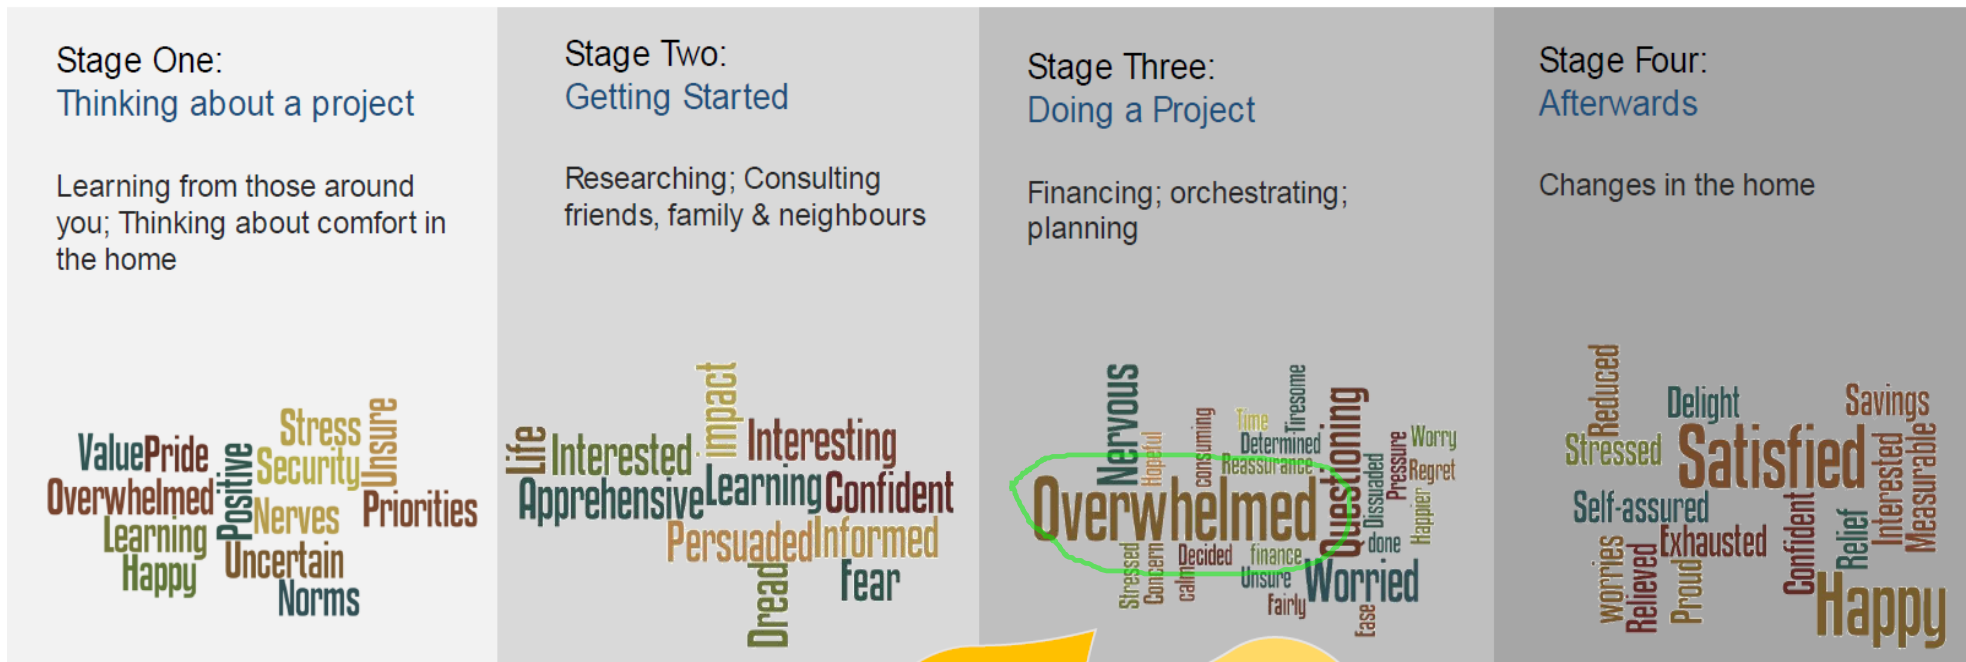 Stage One:
Thinking about a project
Learning from those around
you; Thinking about comfort in
the home
Value
Pride
Overwhelmed
Learning
Happy
Positive
Stress
Security
Unsure
Nerves
Priorities
Uncertain
Norms
Stage Two:
Getting Started
Researching; Consulting
friends, family & neighbours
Life
Interested
Impact
Interesting
Apprehensive
Learning
Confident
Persuaded
Informed
Dread
Fear
Stage Three:
Doing a Project
Financing; orchestrating;
planning
Nervous
Hopeful
consuming
Time
Tiresome
Determined
Reassurance
Questioning
Overwhelmed
Dissuaded
Pressure
Worry
Regret
Happier
done
Stressed
Concern
calm
Decided
finance
Unsure
Fairly
Worried
Ease
Stage Four:
Afterwards
Changes in the home
Reduced
Delight
Savings
Stressed
Satisfied
Interested
Measurable
Self-assured
Exhausted
Confident
Relief
worries
Relieved
Proud
Happy